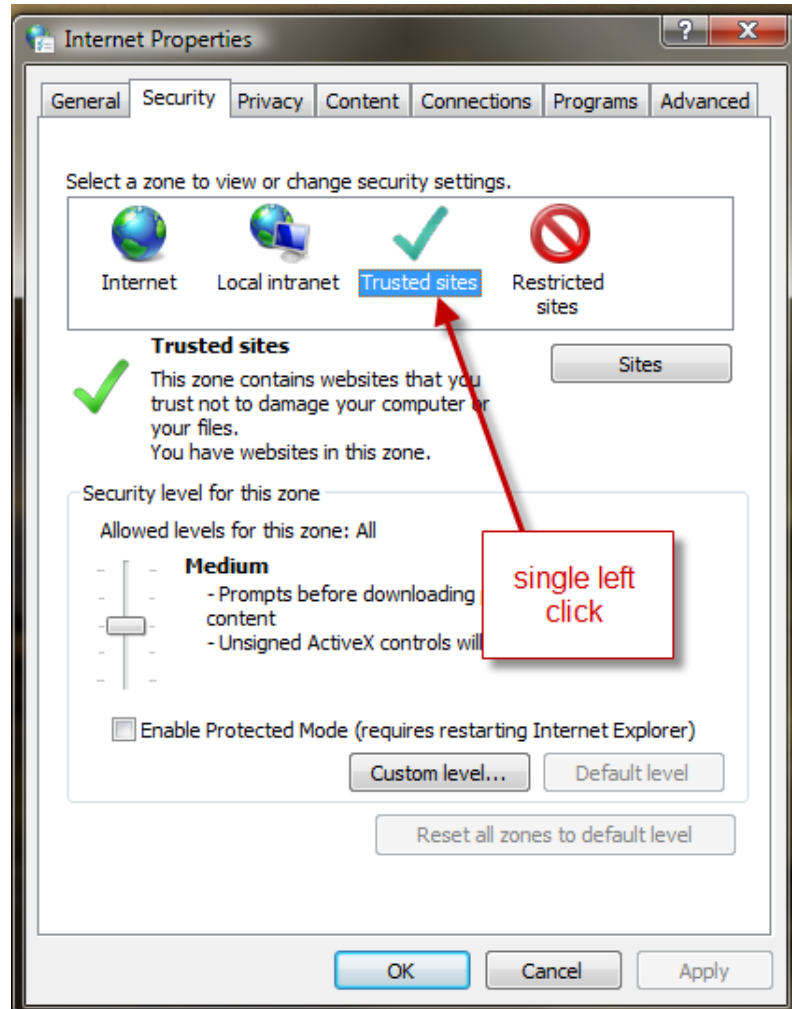 Internet Properties
?
X
General Security Privacy Content Connections Programs Advanced
Select a zone to view or change security settings.
Internet Local intranet Trusted sites Restricted
sites
Trusted sites
Sites
This zone contains websites that you
trust not to damage your computer or
your files.
You have websites in this zone.
Security level for this zone
Allowed levels for this zone: All
Medium
- Prompts before downloading
content
- Unsigned ActiveX controls will
single left
click
Enable Protected Mode (requires restarting Internet Explorer)
Custom level... Default level
Reset all zones to default level
OK Cancel Apply